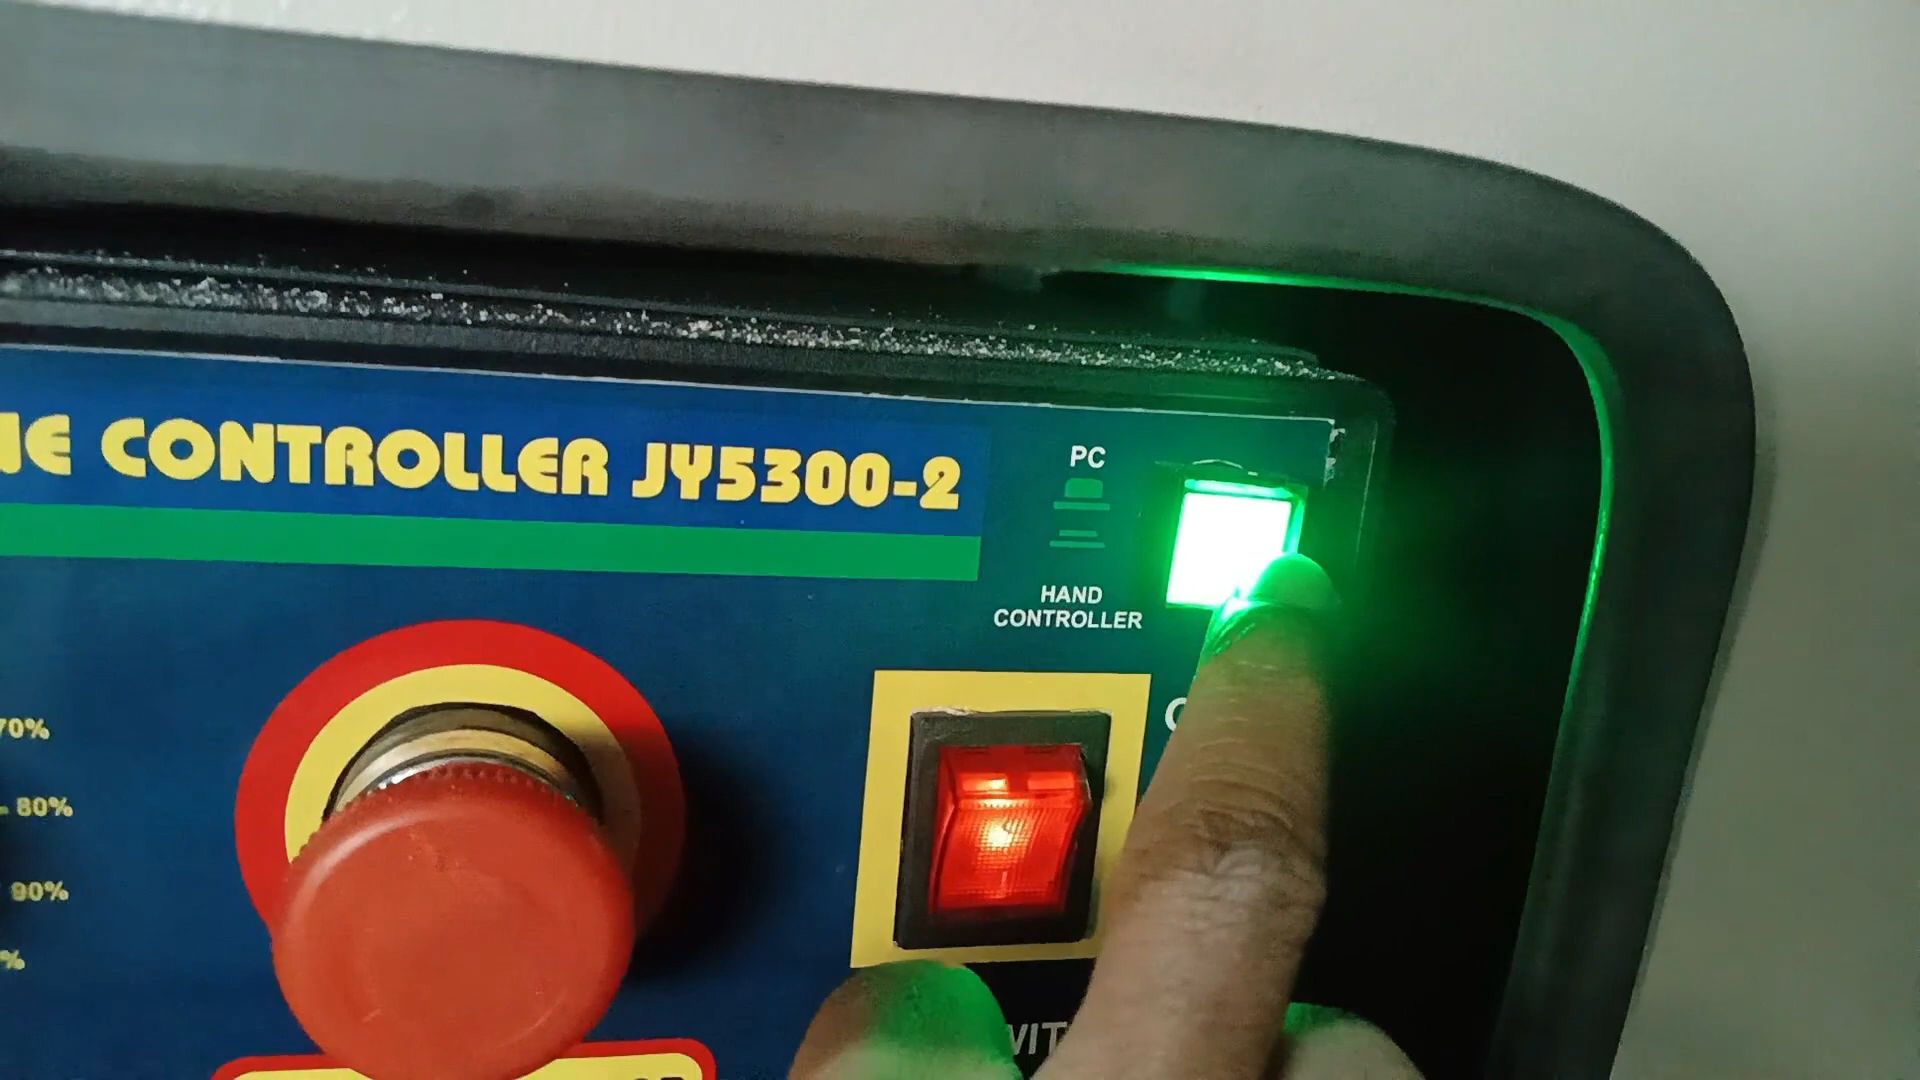 CONTROLLER JY5300-2
PC
HAND
CONTROLLER
70%
80%
90%
%